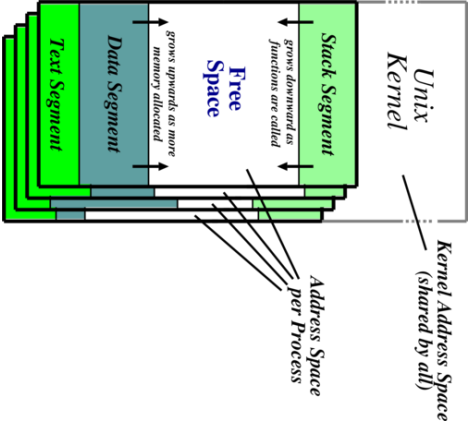 Unix
Kernel
Kernel Address Space
(shared by all)
Stack Segment
grows downward as
functions are called
Free
Space
Address Space
per Process
grows upwards as more
memory allocated
Data Segment
Text Segment